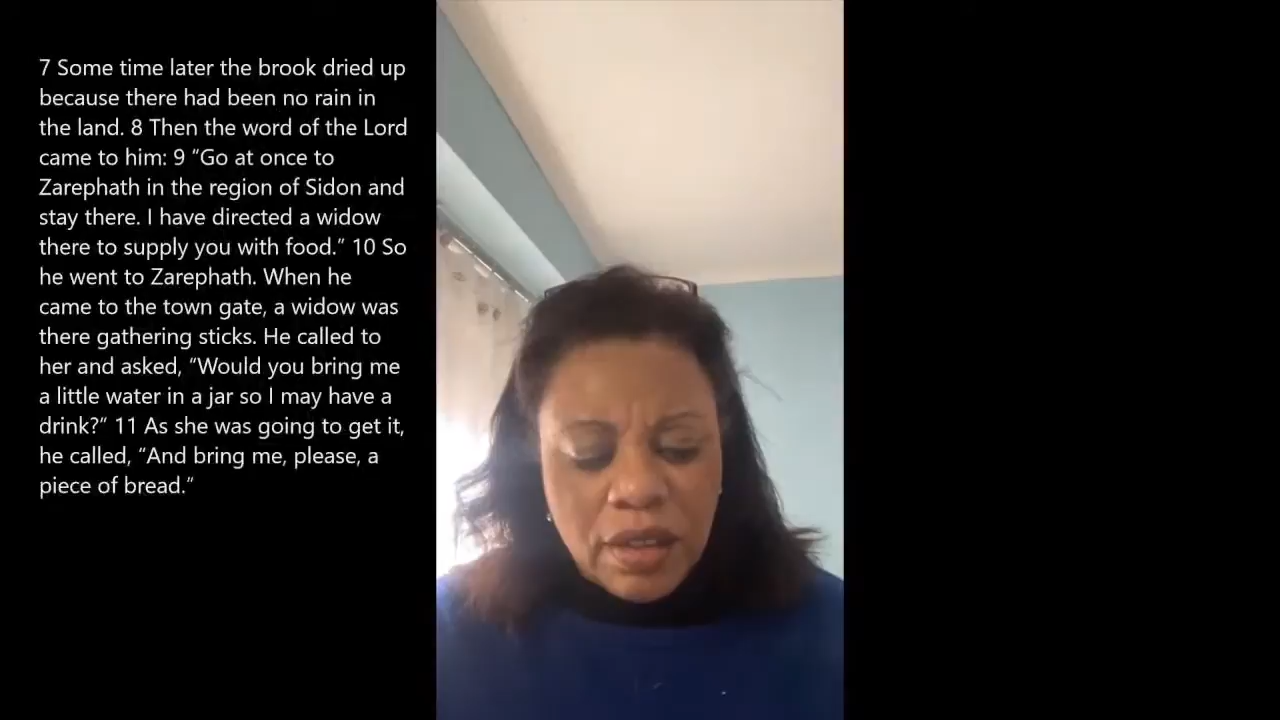 7 Some time later the brook dried up
because there had been no rain in
the land. 8 Then the word of the Lord
came to him: 9 “Go at once to
Zarephath in the region of Sidon and
stay there. I have directed a widow
there to supply you with food.” 10 So
he went to Zarephath. When he
came to the town gate, a widow was
there gathering sticks. He called to
her and asked, “Would you bring me
a little water in a jar so I may have a
drink?” 11 As she was going to get it,
he called, “And bring me, please, a
piece of bread.”